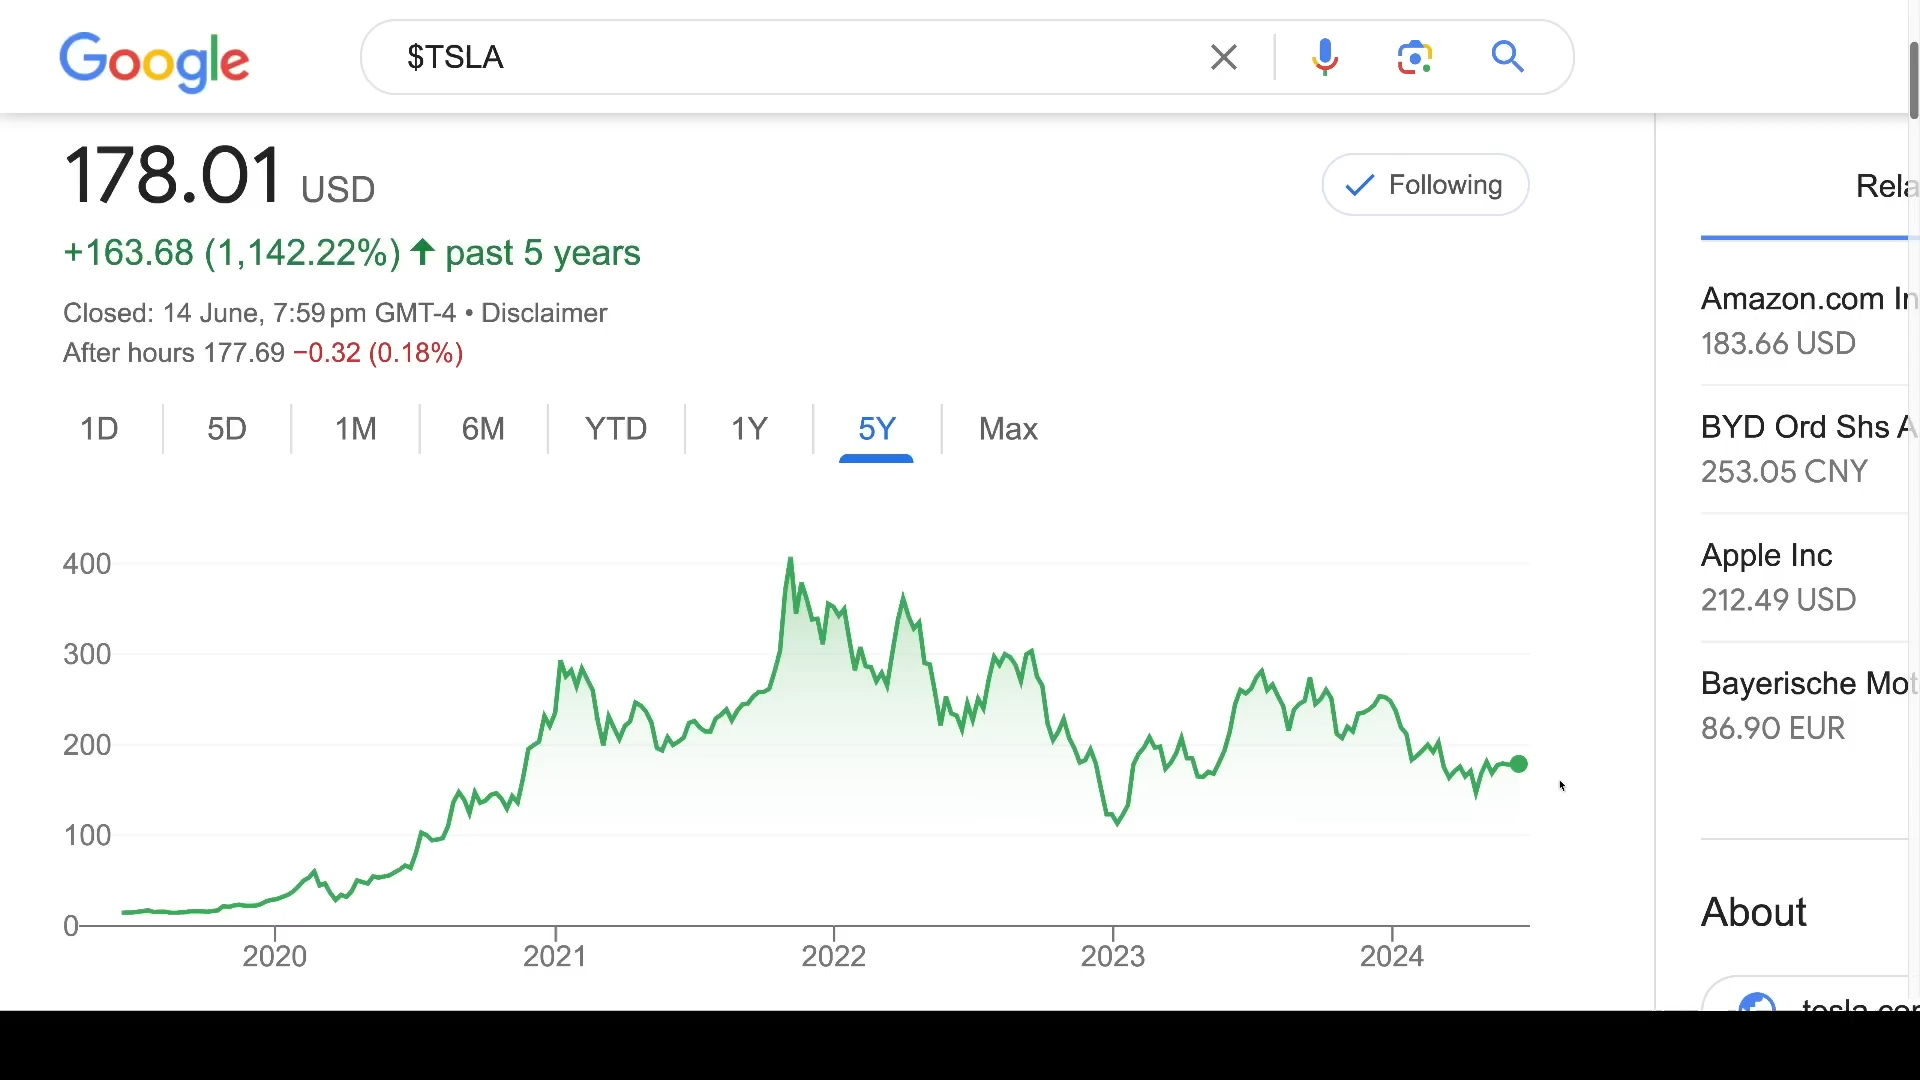 Google
$TSLA
178.01 USD
Following
+163.68 (1,142.22%) past 5 years
Closed: 14 June, 7:59 pm GMT-4 • Disclaimer
After hours 177.69 −0.32 (0.18%)
1D 5D 1M 6M YTD 1Y 5Y Max
400
300
200
100
0
2020 2021 2022 2023 2024
Rela
Amazon.com In
183.66 USD
BYD Ord Shs A
253.05 CNY
Apple Inc
212.49 USD
Bayerische Mot
86.90 EUR
About